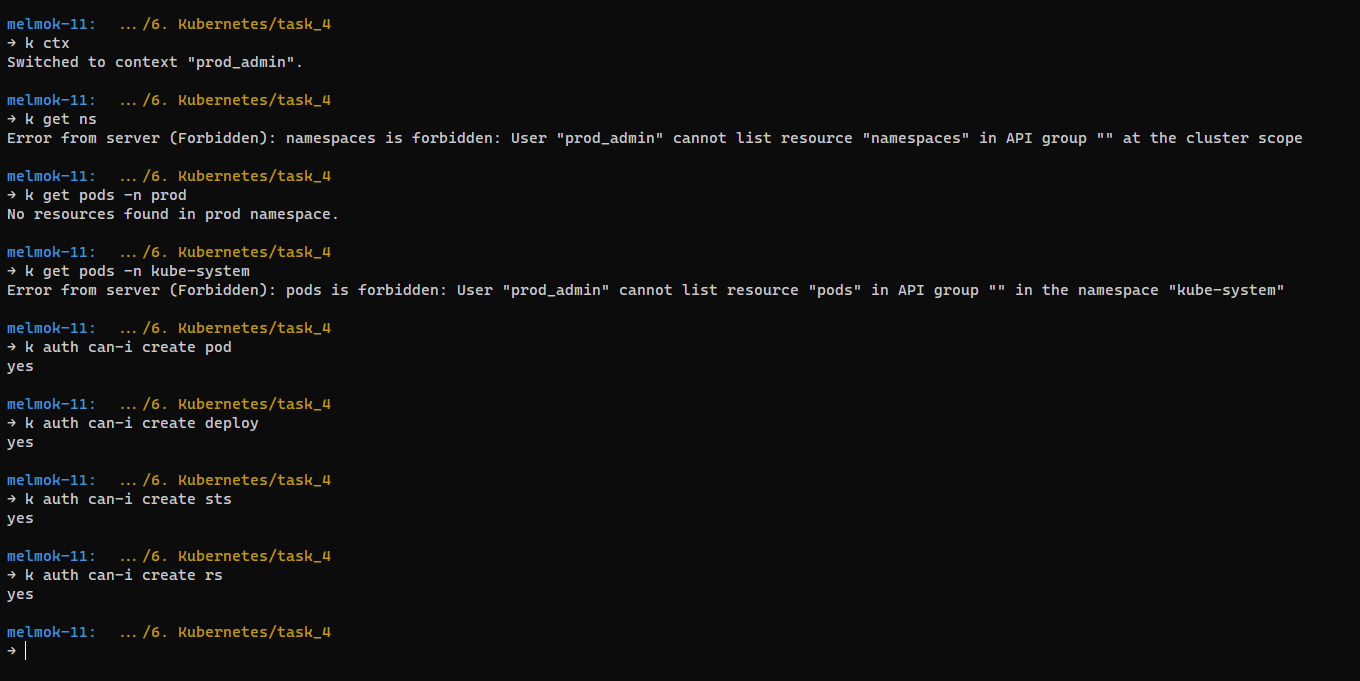 melmok-11: … /6. Kubernetes/task_4
→ k ctx
Switched to context "prod_admin".
melmok-11: … /6. Kubernetes/task_4
→ k get ns
Error from server (Forbidden): namespaces is forbidden: User "prod_admin" cannot list resource "namespaces" in API group "" at the cluster scope
melmok-11: … /6. Kubernetes/task_4
→ k get pods -n prod
No resources found in prod namespace.
melmok-11: … /6. Kubernetes/task_4
→ k get pods -n kube-system
Error from server (Forbidden): pods is forbidden: User "prod_admin" cannot list resource "pods" in API group "" in the namespace "kube-system"
melmok-11: … /6. Kubernetes/task_4
→ k auth can-i create pod
yes
melmok-11: … /6. Kubernetes/task_4
→ k auth can-i create deploy
yes
melmok-11: … /6. Kubernetes/task_4
→ k auth can-i create sts
yes
melmok-11: … /6. Kubernetes/task_4
→ k auth can-i create rs
yes
melmok-11: … /6. Kubernetes/task_4
→